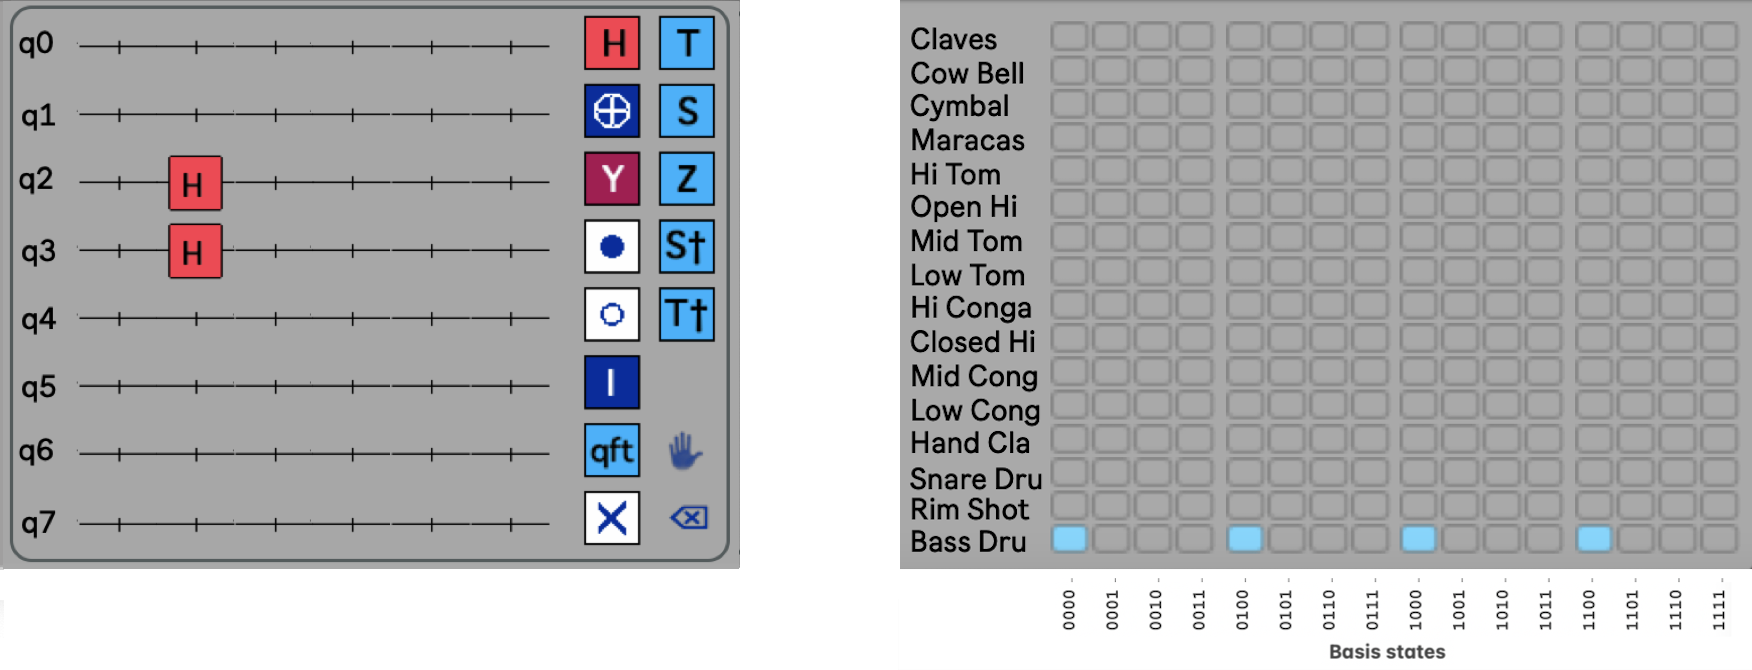 q0 H T
q1 S
q2 H Y Z
q3 H S†
q4 T†
q5 I
q6 qft
q7
Claves
Cow Bell
Cymbal
Maracas
Hi Tom
Open Hi
Mid Tom
Low Tom
Hi Conga
Closed Hi
Mid Cong
Low Cong
Hand Cla
Snare Dru
Rim Shot
Bass Dru
0000 0001 0010 0011 0100 0101 0110 0111 1000 1001 1010 1011 1100 1101 1110 1111
Basis states